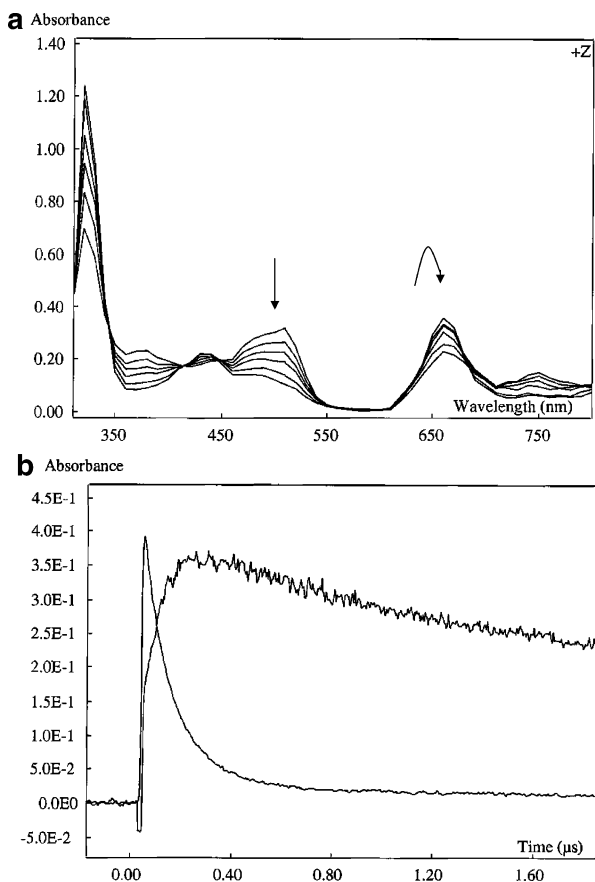 a Absorbance
1.40
+Z
1.20
1.00
0.80
0.60
0.40
0.20
0.00
Wavelength (nm)
350 450 550 650 750
b Absorbance
4.5E-1
4.0E-1
3.5E-1
3.0E-1
2.5E-1
2.0E-1
1.5E-1
1.0E-1
5.0E-2
0.0E0
-5.0E-2
Time (µs)
0.00 0.40 0.80 1.20 1.60